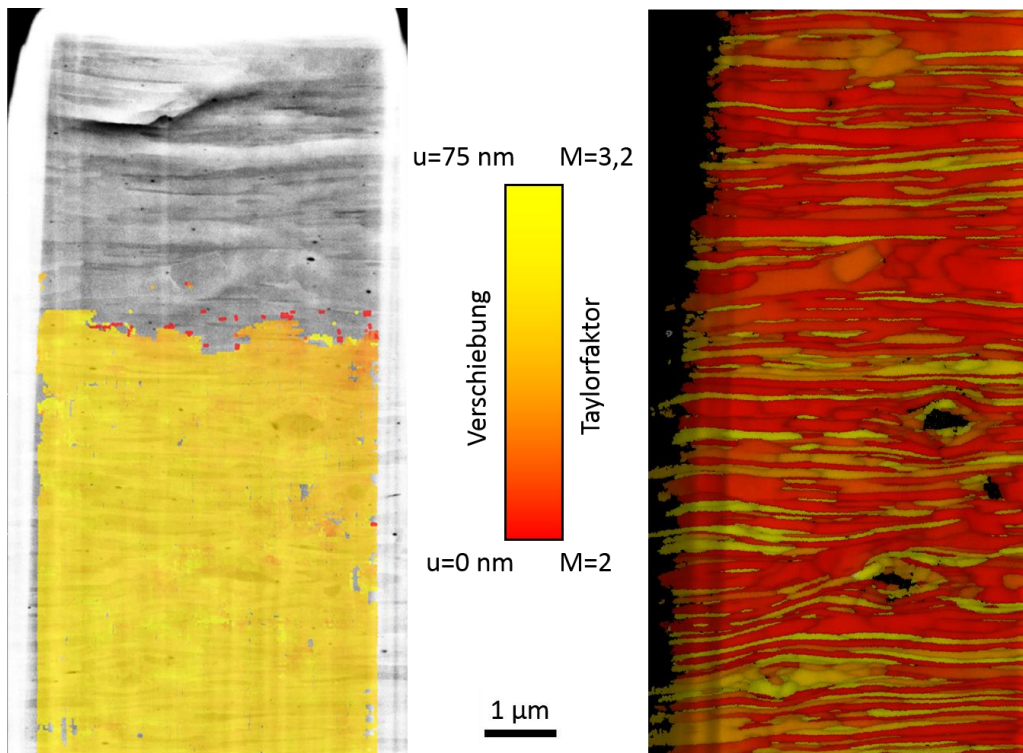 u=75 nm M=3,2
Verschiebung
Taylorfaktor
u=0 nm M=2
1 µm